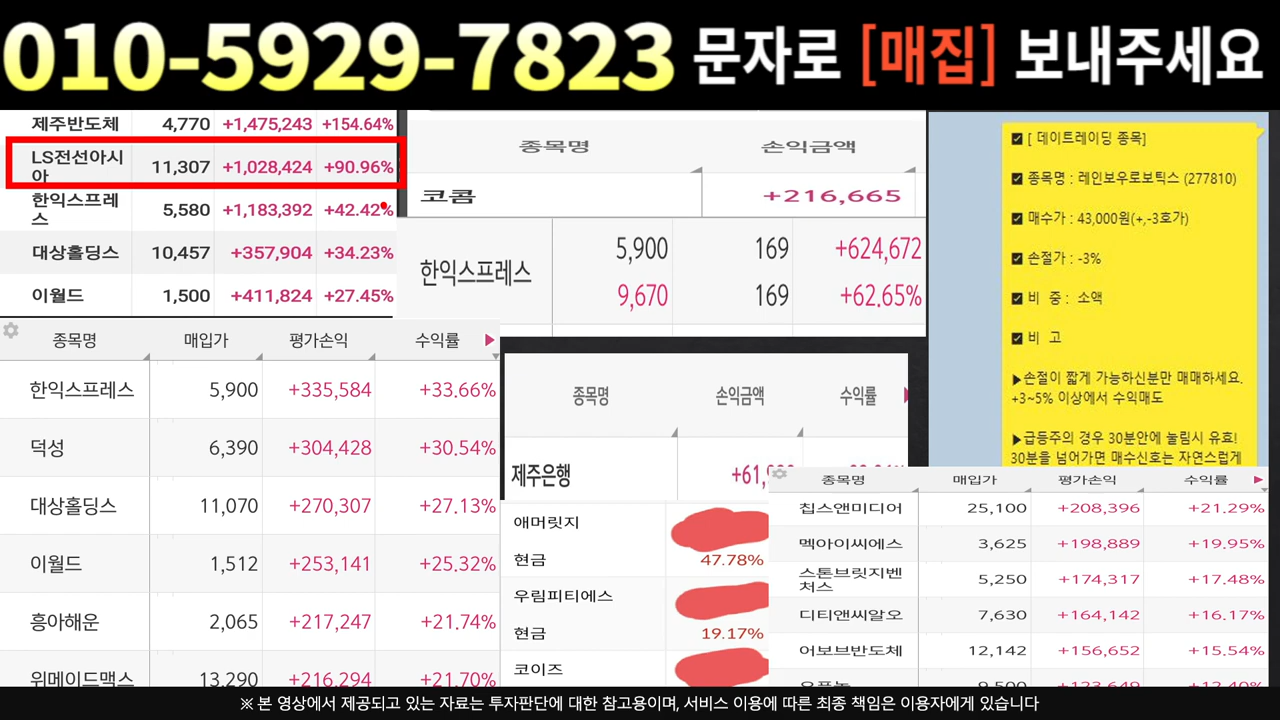 010-5929-7823 문자로 [매집] 보내주세요
제주반도체 4,770 +1,475,243 +154.64%
LS전선아시아 11,307 +1,028,424 +90.96%
한익스프레스 5,580 +1,183,392 +42.42%
대상홀딩스 10,457 +357,904 +34.23%
이월드 1,500 +411,824 +27.45%
종목명 손익금액
코콤 +216,665
한익스프레스 5,900 169 +624,672
9,670 169 +62.65%
[ 데이트레이딩 종목]
종목명 : 레인보우로보틱스 (277810)
매수가 : 43,000원(+,-3호가)
손절가 : -3%
비 중 : 소액
비 고
▶손절이 짧게 가능하신분만 매매하세요.
+3~5% 이상에서 수익매도
▶급등주의 경우 30분안에 눌림시 유효!
30분을 넘어가면 매수신호는 자연스럽게
종목명 매입가 평가손익 수익률
한익스프레스 5,900 +335,584 +33.66%
덕성 6,390 +304,428 +30.54%
대상홀딩스 11,070 +270,307 +27.13%
이월드 1,512 +253,141 +25.32%
흥아해운 2,065 +217,247 +21.74%
위메이드맥스 13,290 +216,294 +21.70%
종목명 손익금액 수익률
제주은행
애머릿지
현금 47.78%
우림피티에스
현금 19.17%
코이즈
종목명 매입가 평가손익 수익률
칩스앤미디어 25,100 +208,396 +21.29%
멕아이씨에스 3,625 +198,889 +19.95%
스톤브릿지벤처스 5,250 +174,317 +17.48%
디티앤씨알오 7,630 +164,142 +16.17%
어보브반도체 12,142 +156,652 +15.54%
※ 본 영상에서 제공되고 있는 자료는 투자판단에 대한 참고용이며, 서비스 이용에 따른 최종 책임은 이용자에게 있습니다